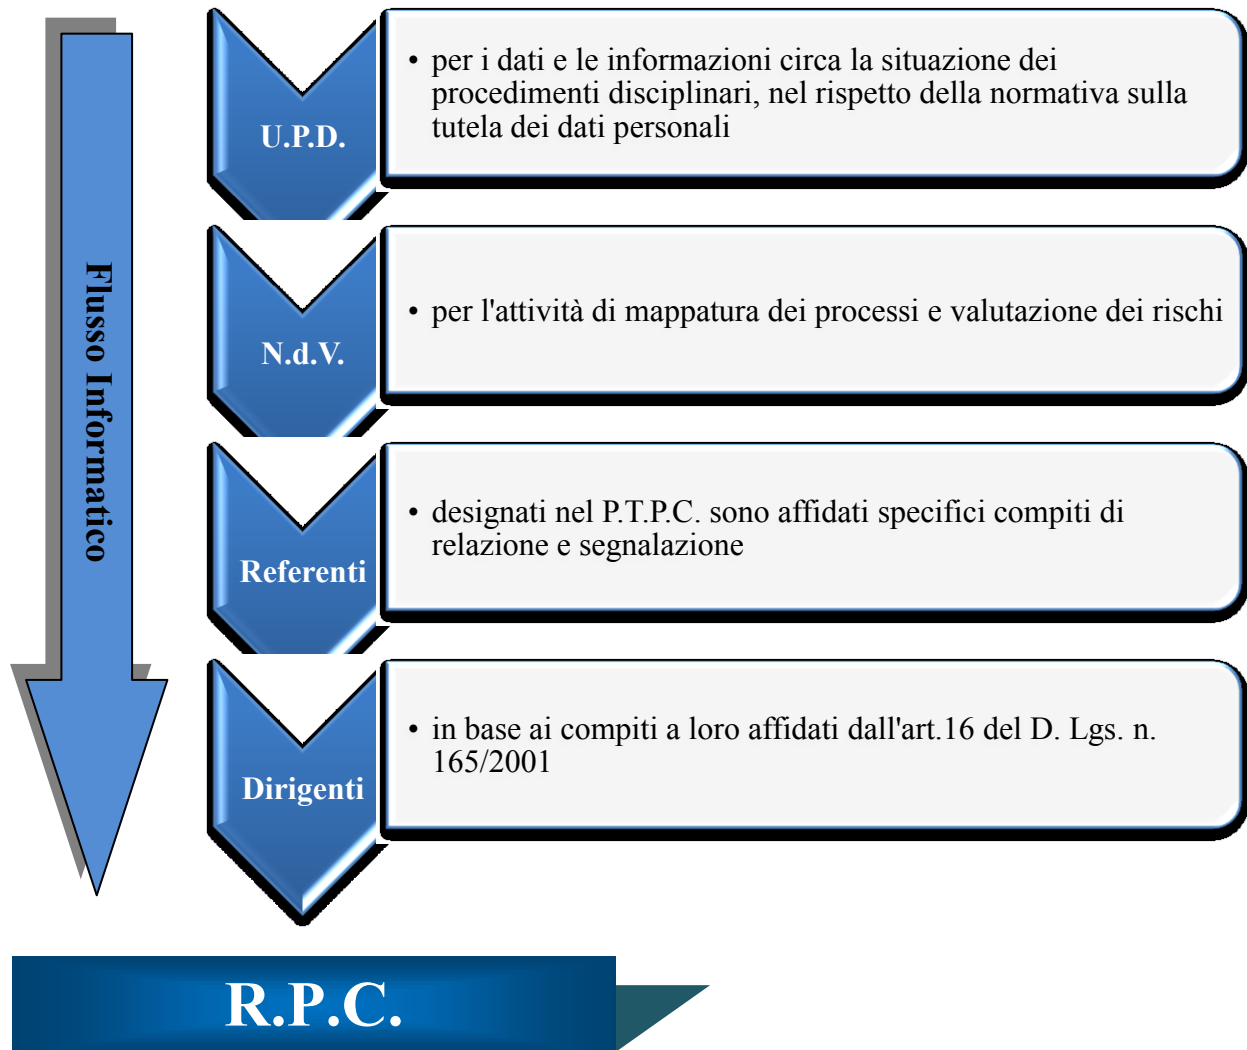 Flusso Informatico
U.P.D.
• per i dati e le informazioni circa la situazione dei
procedimenti disciplinari, nel rispetto della normativa sulla
tutela dei dati personali
N.d.V.
• per l'attività di mappatura dei processi e valutazione dei rischi
Referenti
• designati nel P.T.P.C. sono affidati specifici compiti di
relazione e segnalazione
Dirigenti
• in base ai compiti a loro affidati dall'art.16 del D. Lgs. n.
165/2001
R.P.C.